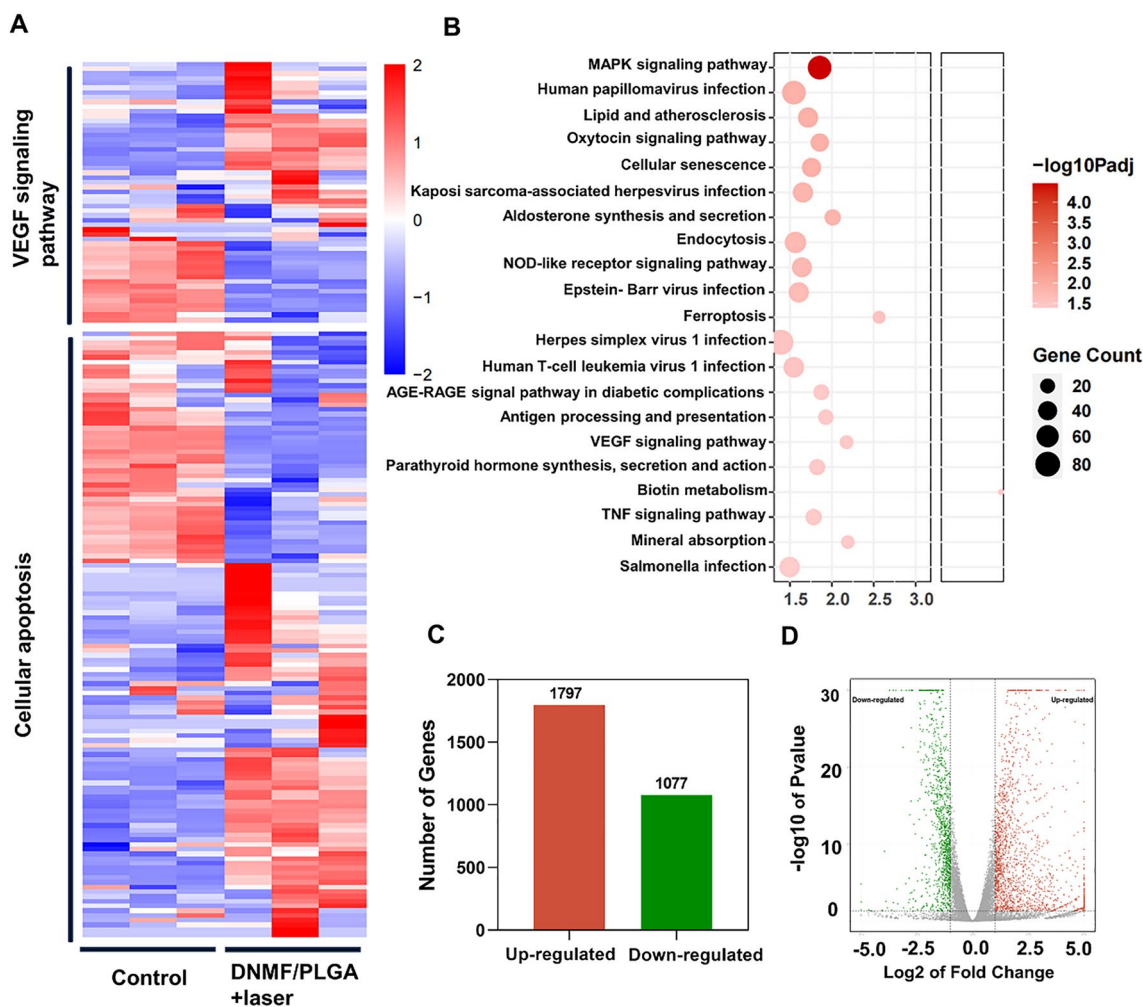 A
VEGF signaling
pathway
Cellular apoptosis
2
1
0
−1
−2
Control
DNMF/PLGA
+laser
B
MAPK signaling pathway
Human papillomavirus infection
Lipid and atherosclerosis
Oxytocin signaling pathway
Cellular senescence
Kaposi sarcoma-associated herpesvirus infection
Aldosterone synthesis and secretion
Endocytosis
NOD-like receptor signaling pathway
Epstein- Barr virus infection
Ferroptosis
Herpes simplex virus 1 infection
Human T-cell leukemia virus 1 infection
AGE-RAGE signal pathway in diabetic complications
Antigen processing and presentation
VEGF signaling pathway
Parathyroid hormone synthesis, secretion and action
Biotin metabolism
TNF signaling pathway
Mineral absorption
Salmonella infection
1.5 2.0 2.5 3.0
−log10Padj
4.0
3.5
3.0
2.5
2.0
1.5
Gene Count
20
40
60
80
C
Number of Genes
2000
1500
1000
500
0
1797
1077
Up-regulated Down-regulated
D
-log10 of Pvalue
30
20
10
0
Down-regulated
Up-regulated
-5.0 -2.5 0.0 2.5 5.0
Log2 of Fold Change